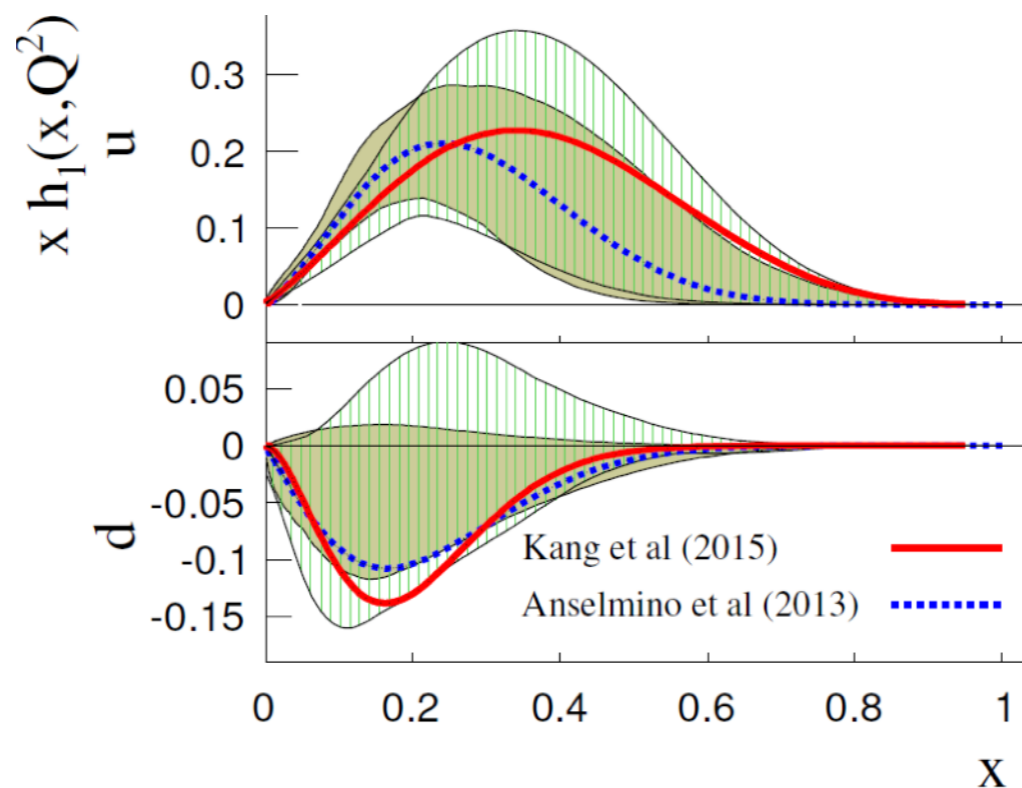 x h₁(x,Q²)
u
0.3
0.2
0.1
0
d
0.05
0
-0.05
-0.1
-0.15
Kang et al (2015)
Anselmino et al (2013)
0 0.2 0.4 0.6 0.8 1
x